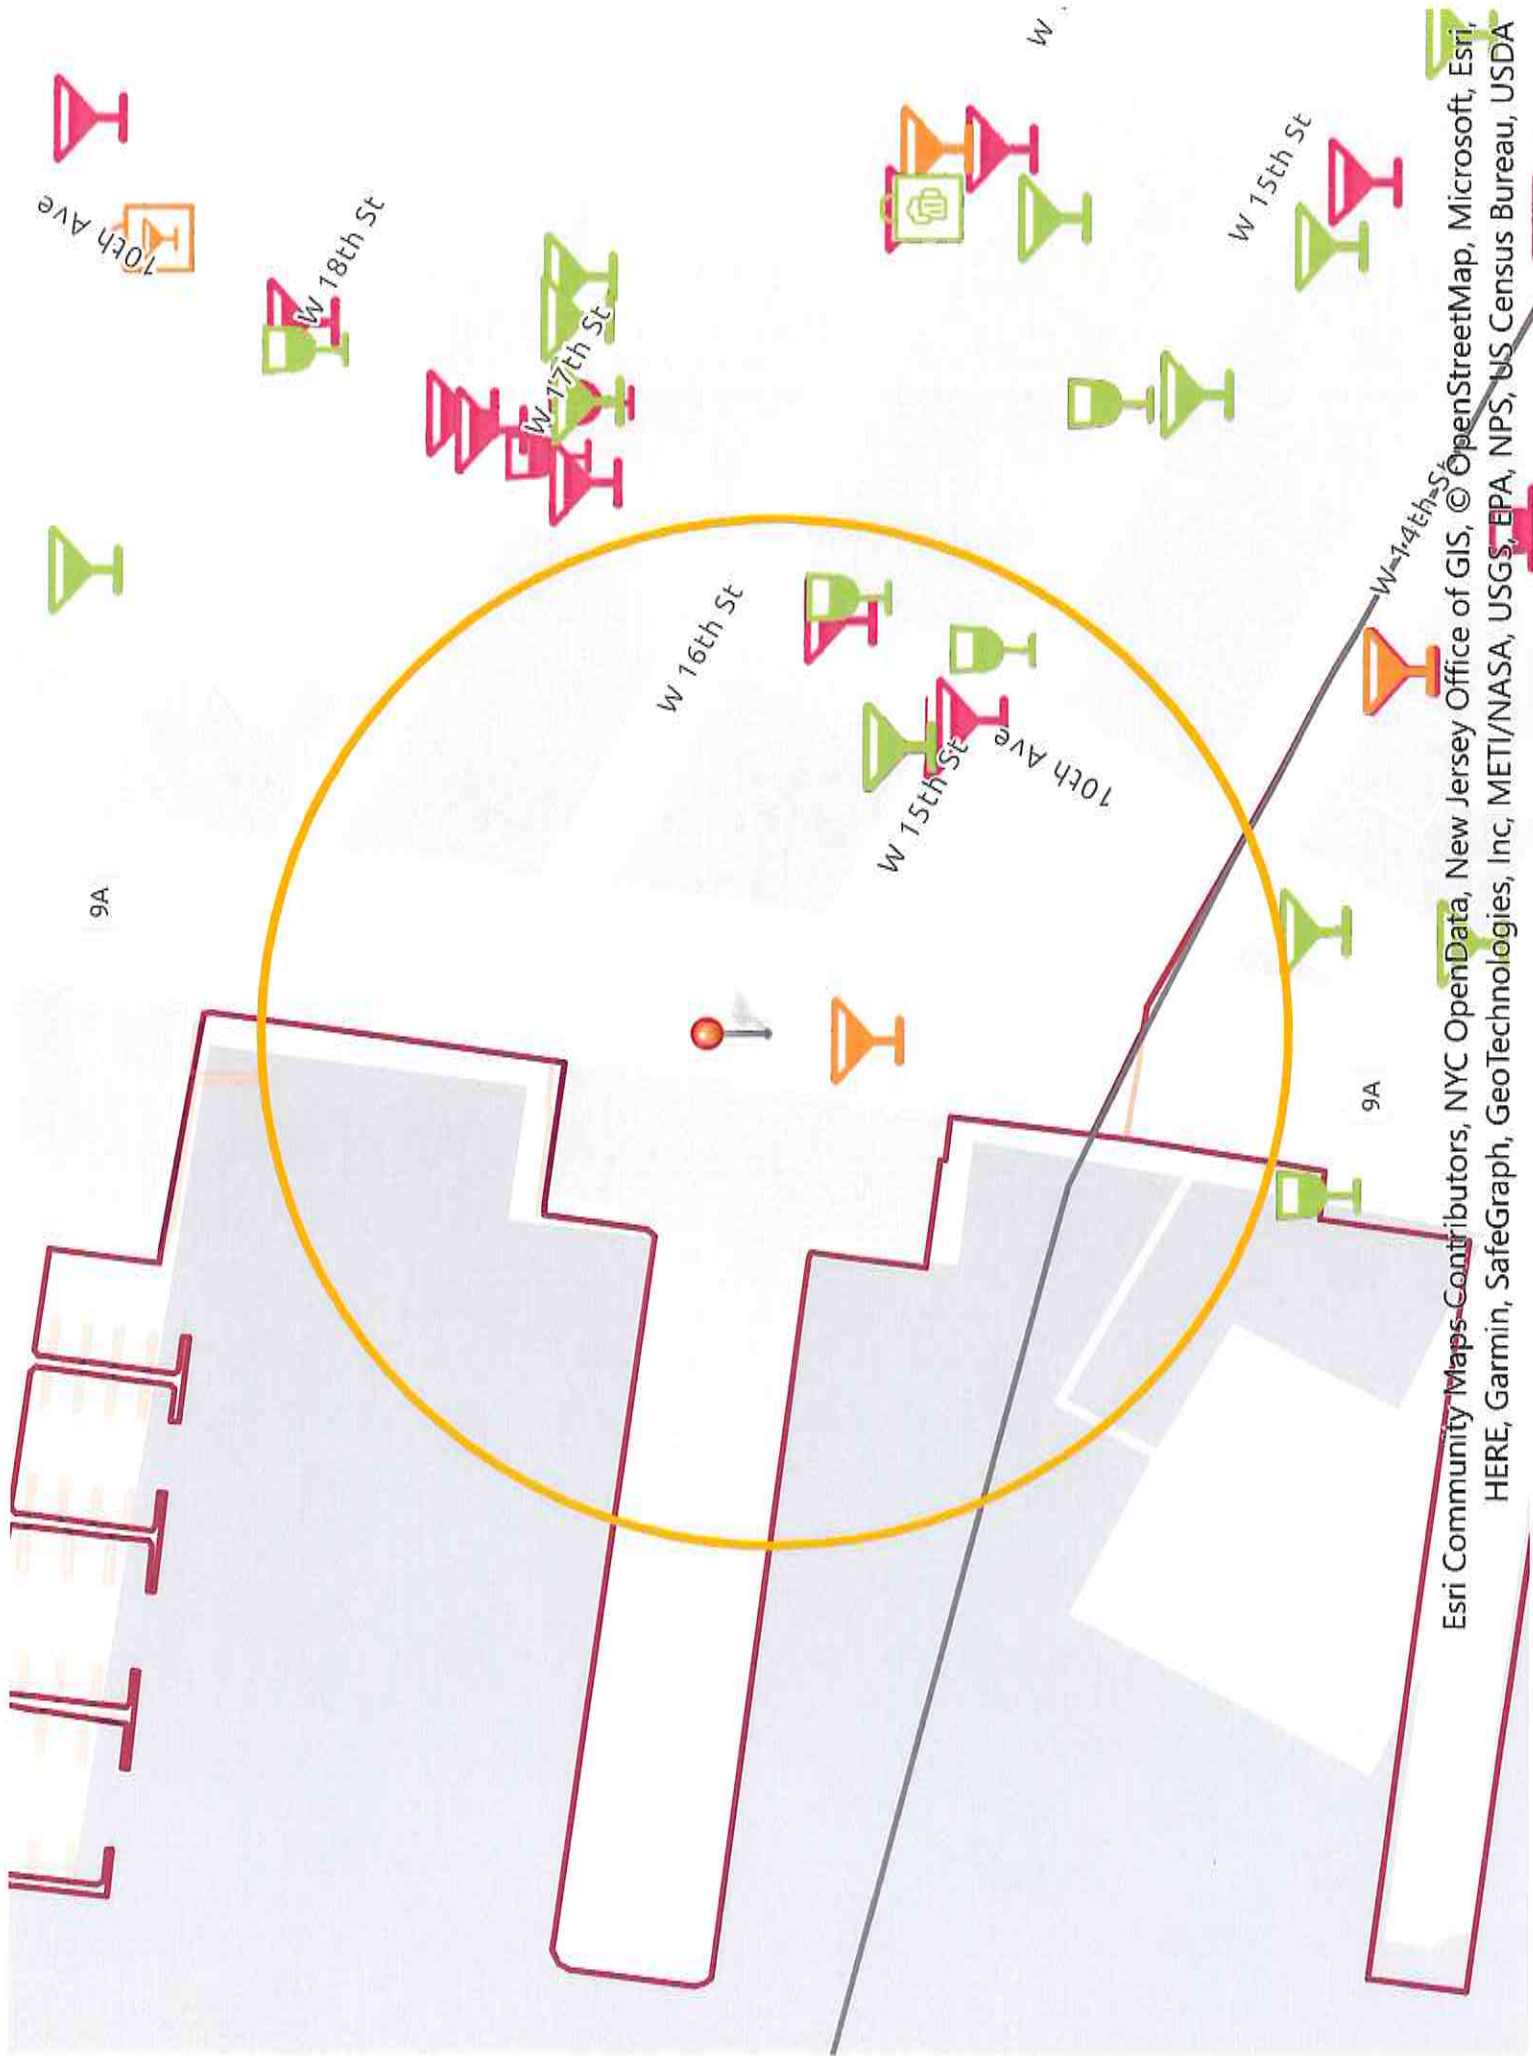 W
10th Ave
W 18th St
W 15th St
W 17th St
W 16th St
W 14th S
10th Ave
W 15th St
9A
9A
Esri Community Maps Contributors, NYC OpenData, New Jersey Office of GIS, © OpenStreetMap, Microsoft, Esri,
HERE, Garmin, SafeGraph, GeoTechnologies, Inc, METI/NASA, USGS, EPA, NPS, US Census Bureau, USDA